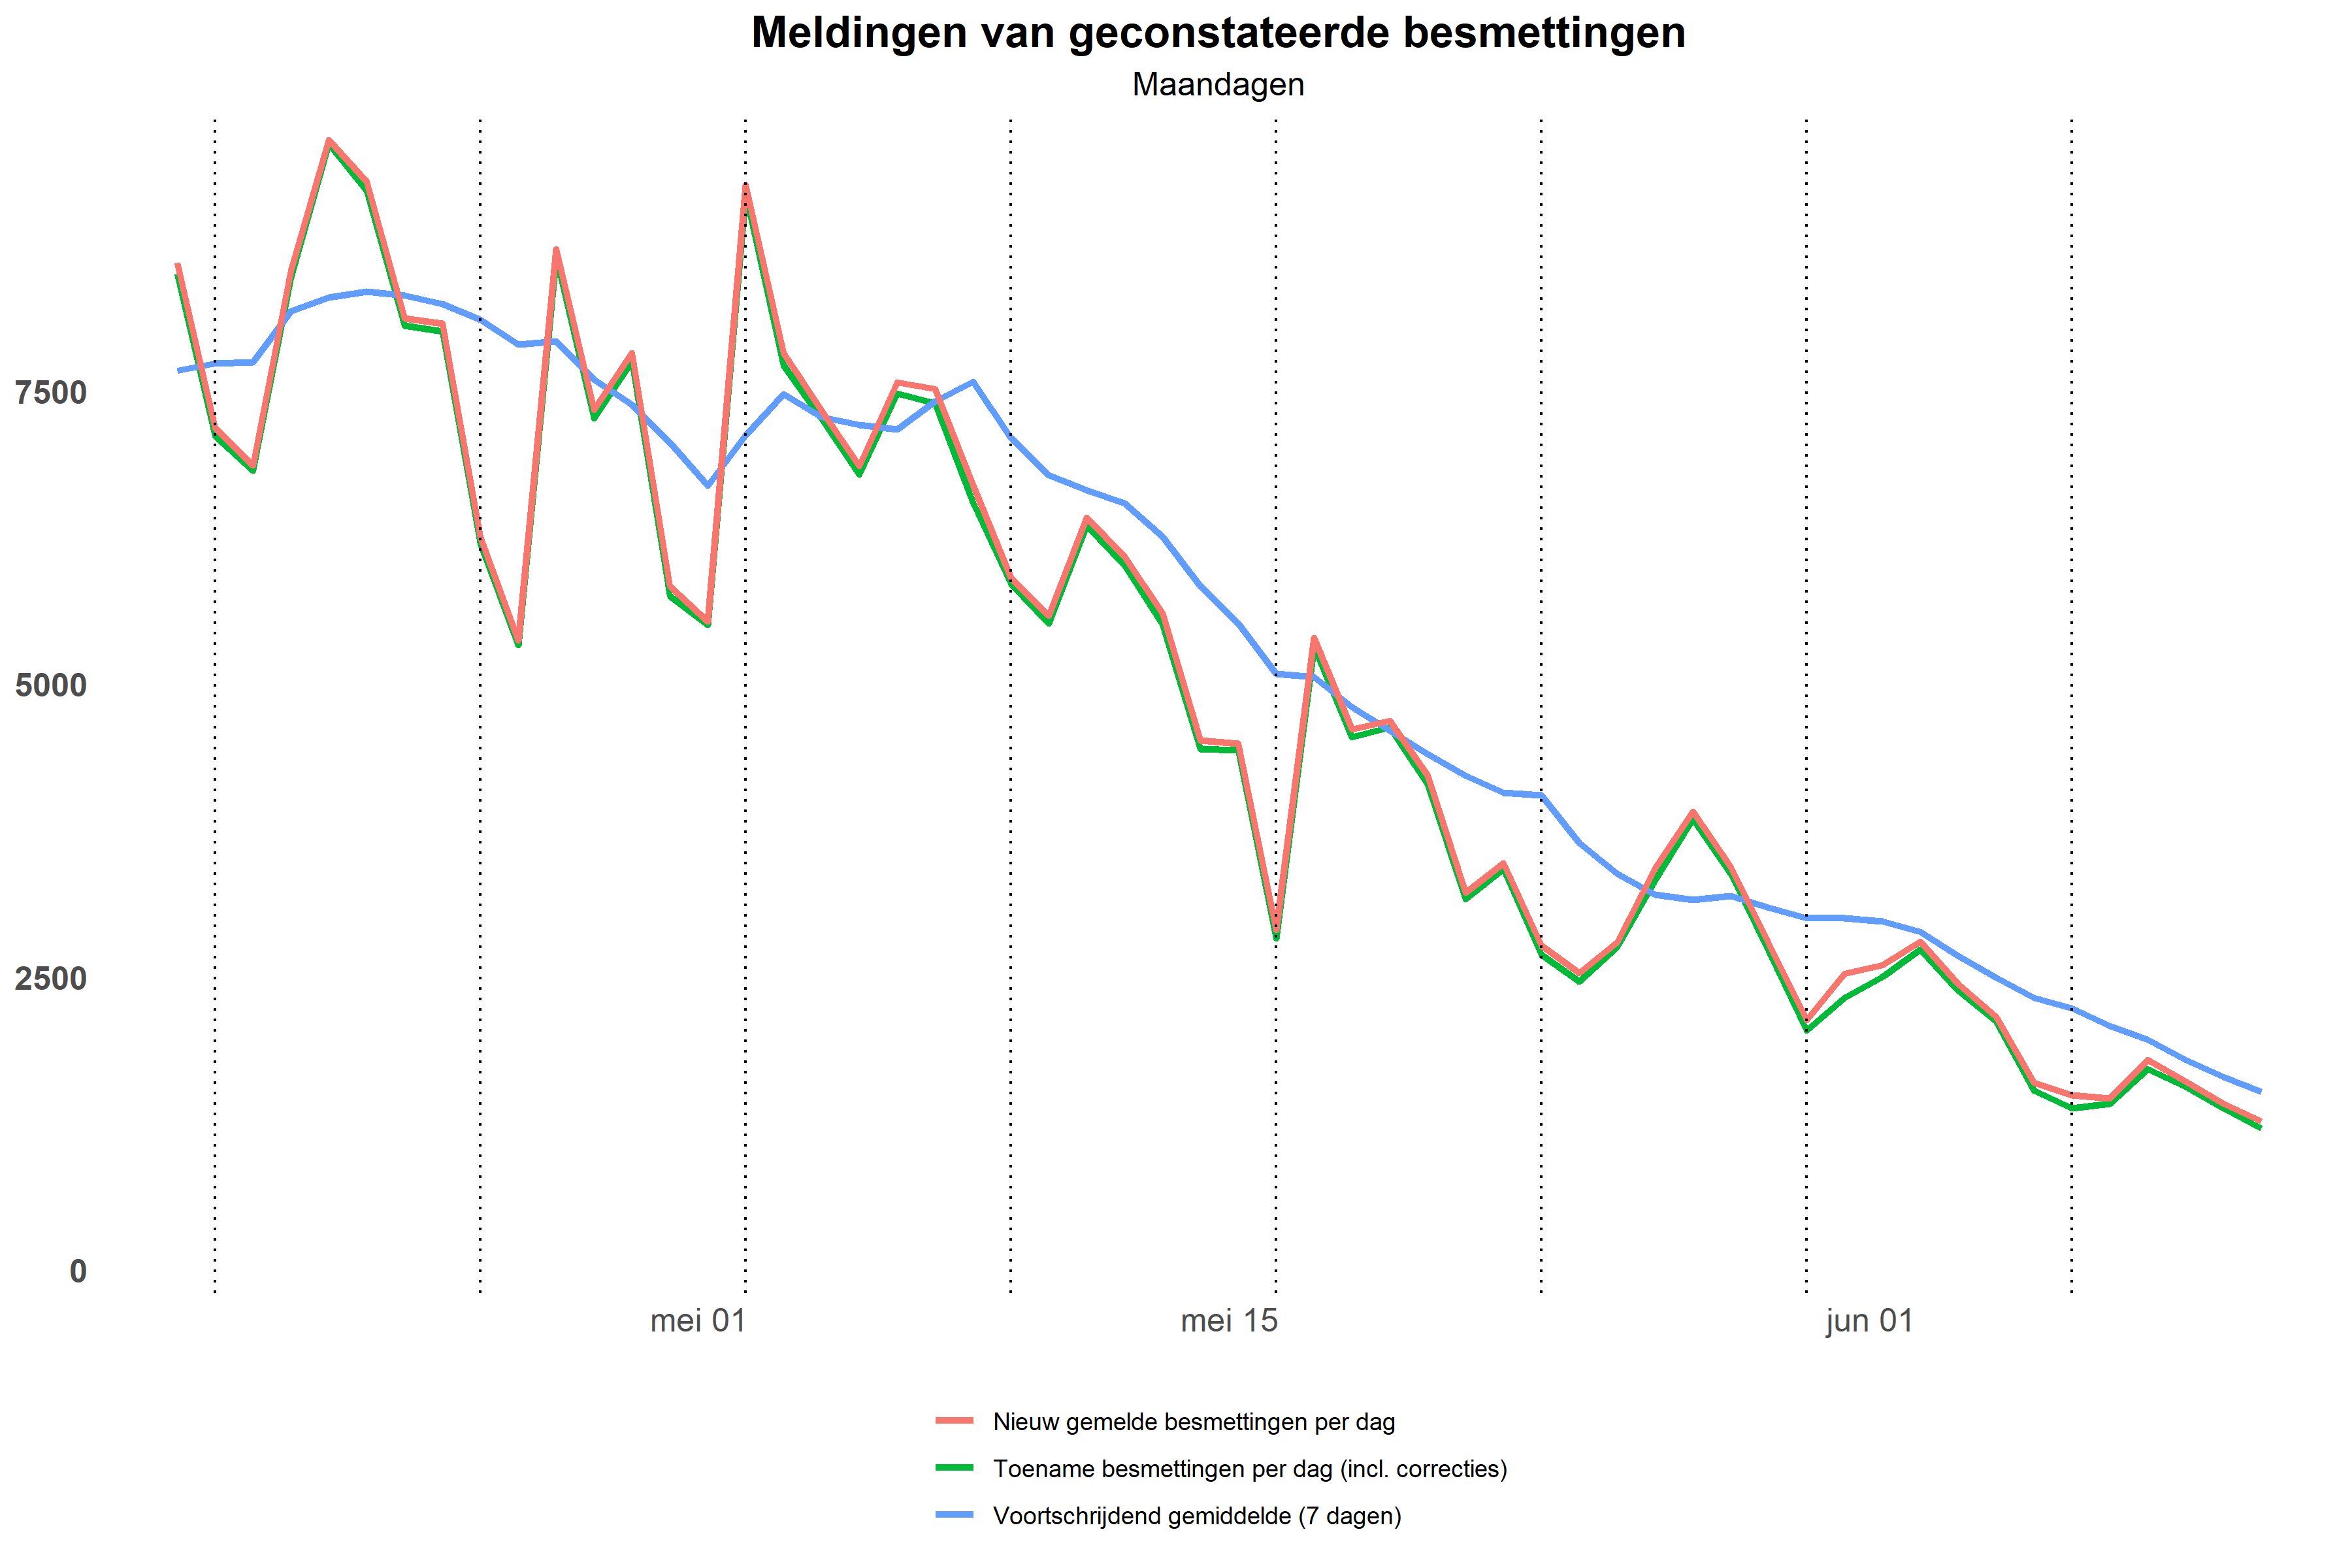 Meldingen van geconstateerde besmettingen
Maandagen
7500
5000
2500
0
mei 01
mei 15
jun 01
Nieuw gemelde besmettingen per dag
Toename besmettingen per dag (incl. correcties)
Voortschrijdend gemiddelde (7 dagen)